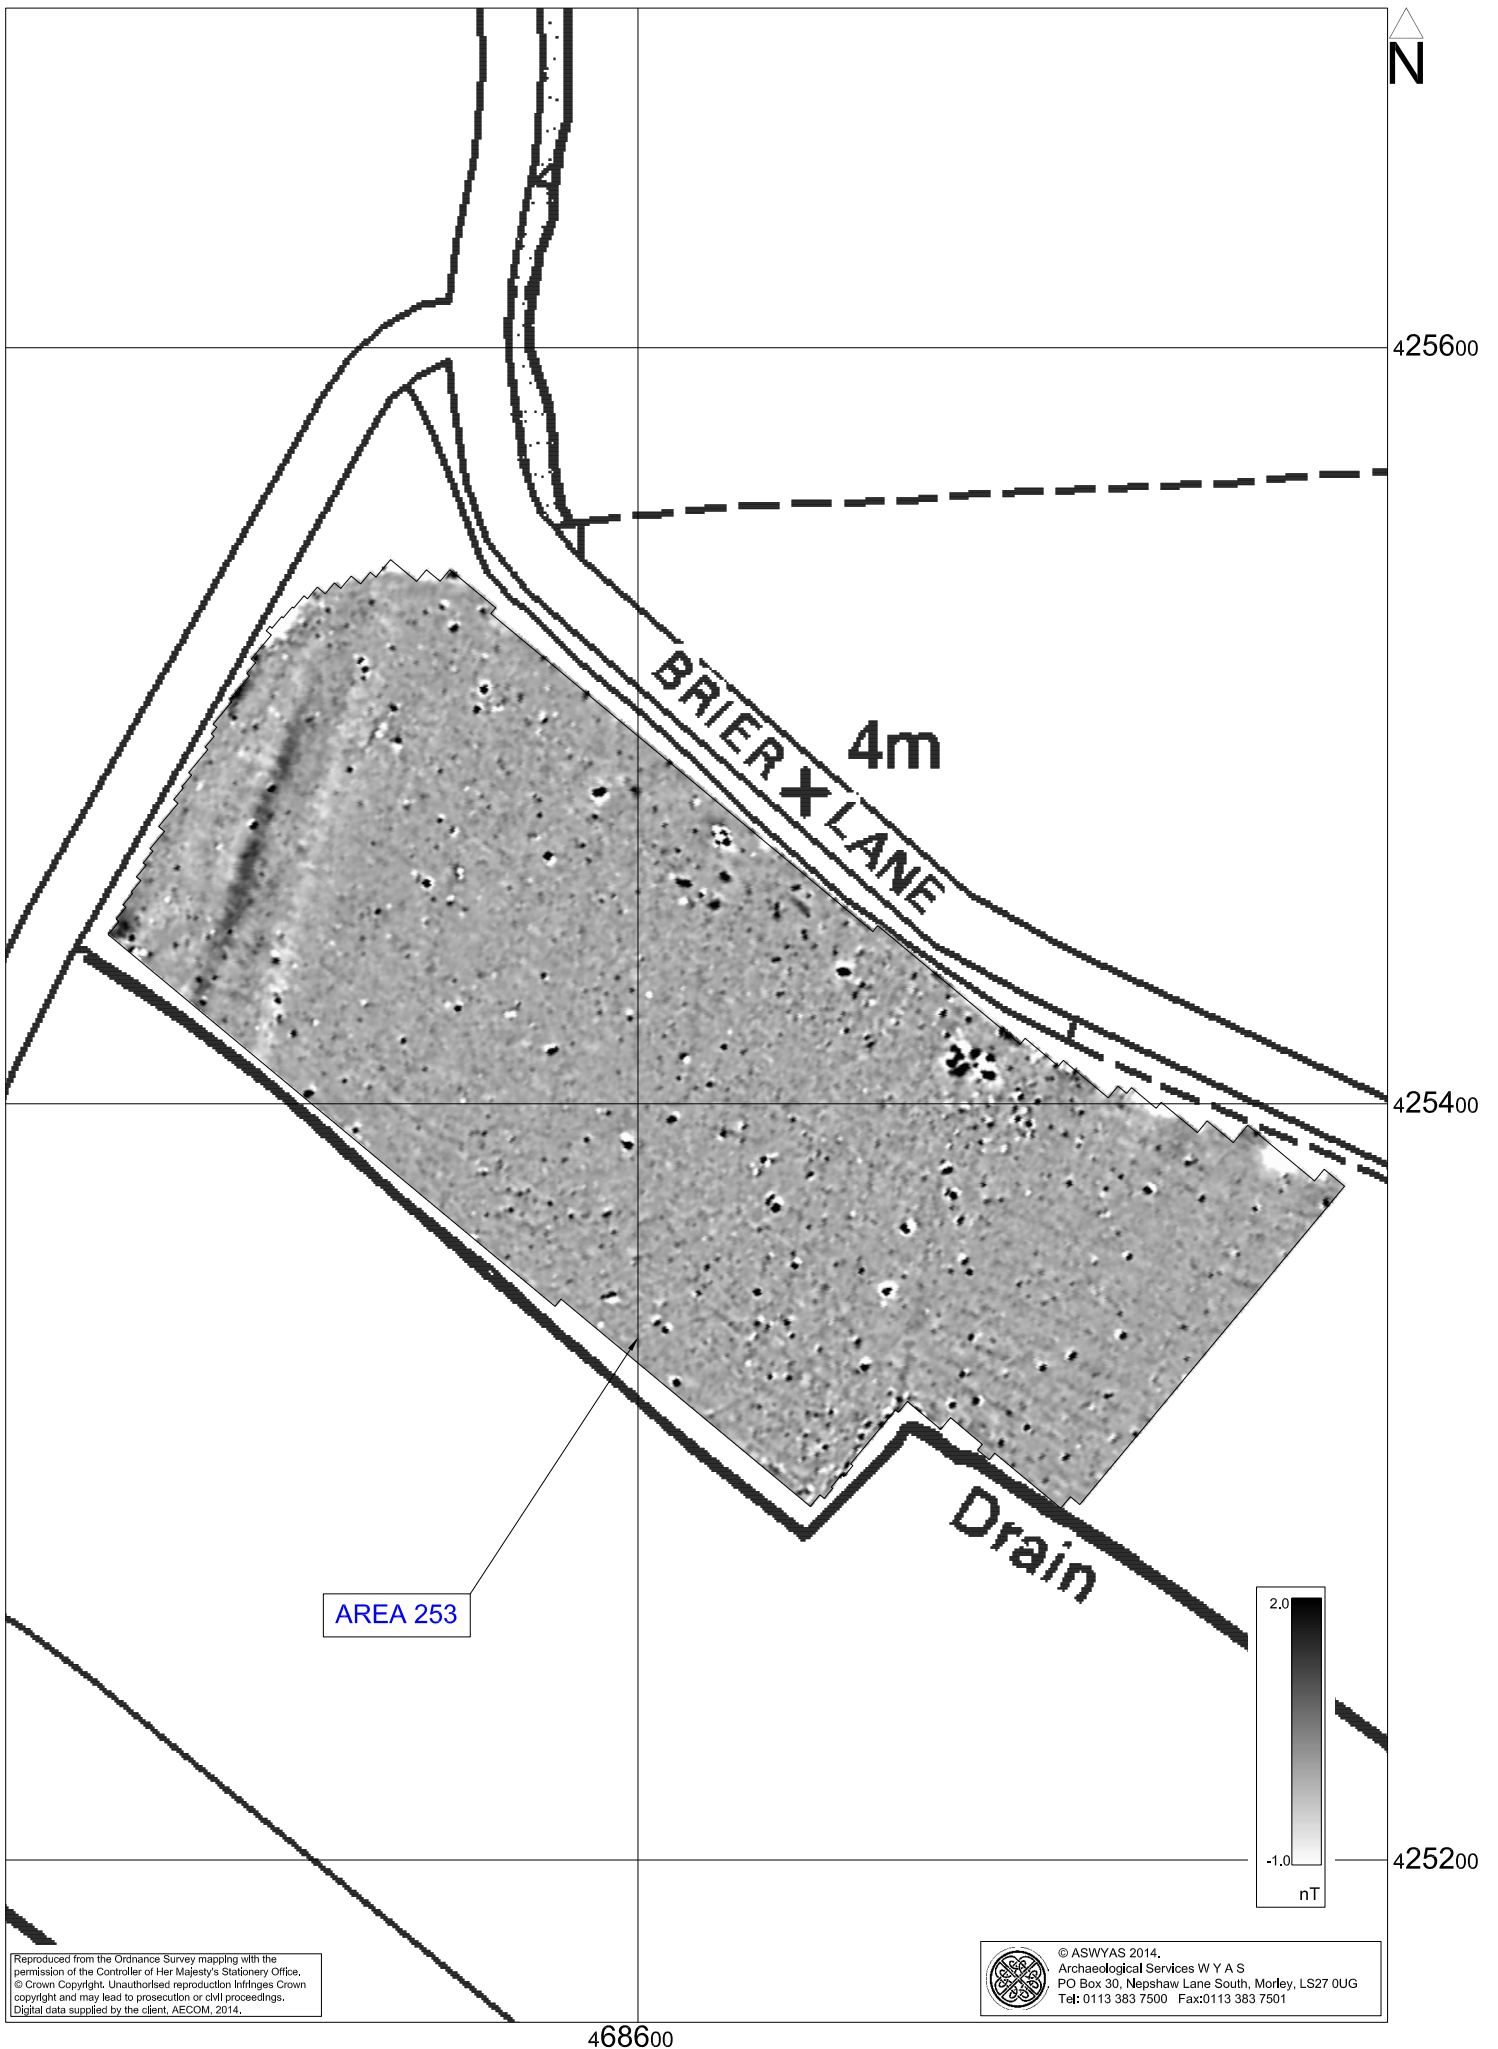 N
425600
BRIER LANE
4m
425400
Drain
AREA 253
2.0
-1.0
nT
425200
Reproduced from the Ordnance Survey mapping with the
permission of the Controller of Her Majesty's Stationery Office.
© Crown Copyright. Unauthorised reproduction infringes Crown
copyright and may lead to prosecution or civil proceedings.
Digital data supplied by the client, AECOM, 2014.
© ASWYAS 2014.
Archaeological Services W Y A S
PO Box 30, Nepshaw Lane South, Morley, LS27 0UG
Tel: 0113 383 7500 Fax:0113 383 7501
468600